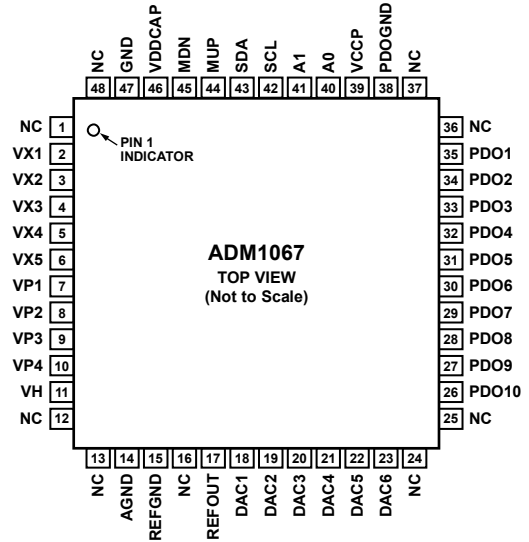 NC GND VDDCAP MDN MUP SDA SCL A1 A0 VCCP PDOGND NC
48 47 46 45 44 43 42 41 40 39 38 37
NC 1
VX1 2
VX2 3
VX3 4
VX4 5
VX5 6
VP1 7
VP2 8
VP3 9
VP4 10
VH 11
NC 12
PIN 1
INDICATOR
ADM1067
TOP VIEW
(Not to Scale)
36 NC
35 PDO1
34 PDO2
33 PDO3
32 PDO4
31 PDO5
30 PDO6
29 PDO7
28 PDO8
27 PDO9
26 PDO10
25 NC
13 14 15 16 17 18 19 20 21 22 23 24
NC AGND REFGND NC REFOUT DAC1 DAC2 DAC3 DAC4 DAC5 DAC6 NC